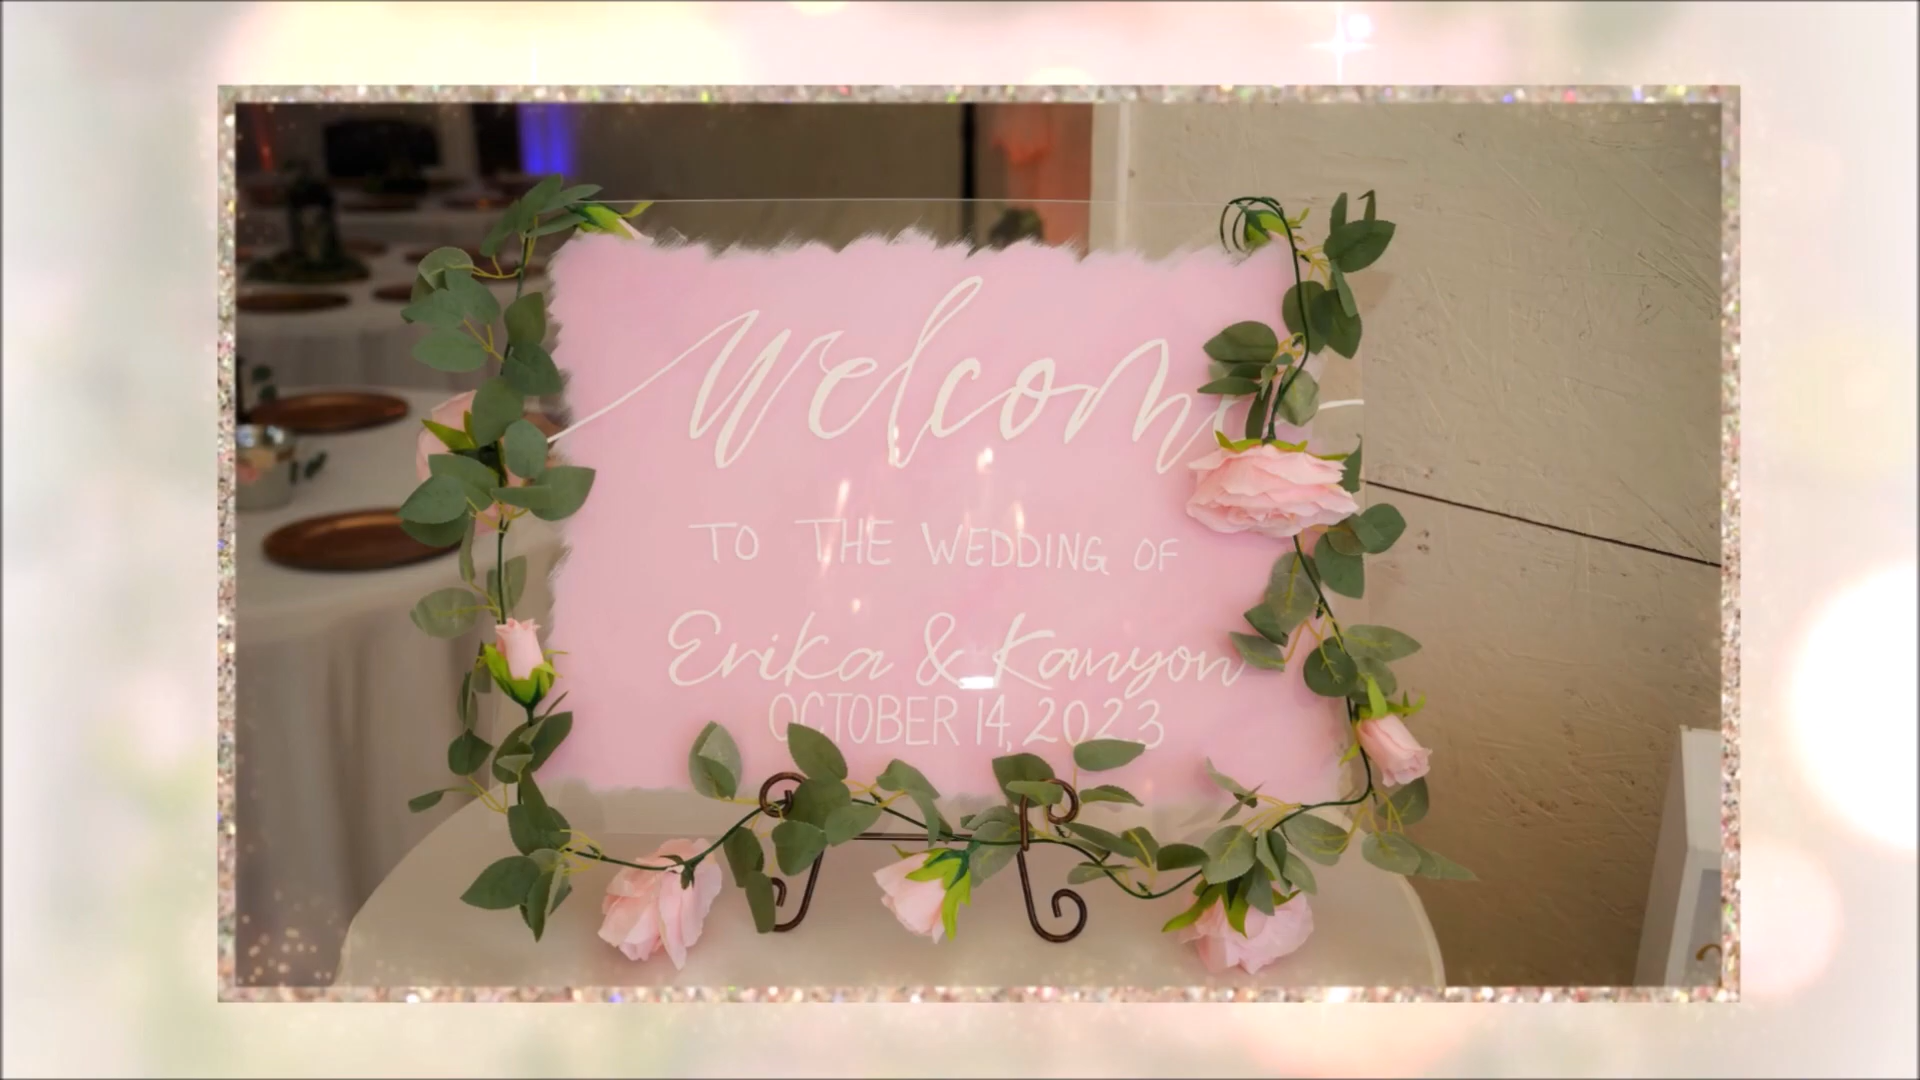 Welcome
TO THE WEDDING OF
Erika & Kanyon
OCTOBER 14, 2023